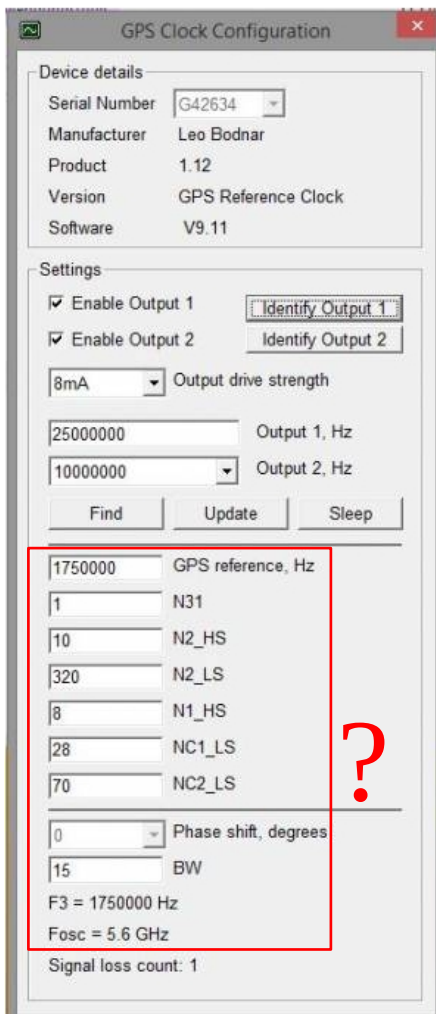 GPS Clock Configuration
Device details
Serial Number G42634
Manufacturer Leo Bodnar
Product 1.12
Version GPS Reference Clock
Software V9.11
Settings
Enable Output 1 Identify Output 1
Enable Output 2 Identify Output 2
8mA Output drive strength
25000000 Output 1, Hz
10000000 Output 2, Hz
Find Update Sleep
1750000 GPS reference, Hz
1 N31
10 N2_HS
320 N2_LS
8 N1_HS
28 NC1_LS
70 NC2_LS
?
0 Phase shift, degrees
15 BW
F3 = 1750000 Hz
Fosc = 5.6 GHz
Signal loss count: 1